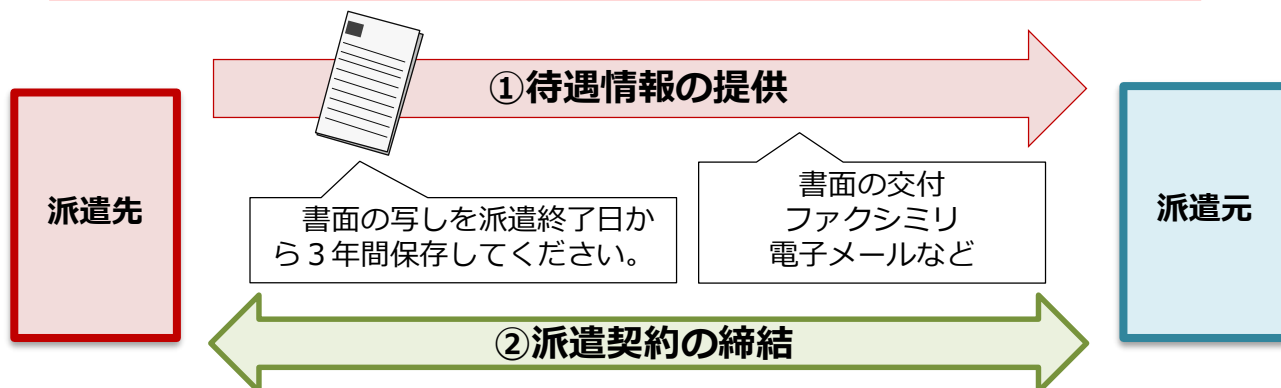 ①待遇情報の提供
派遣先
書面の写しを派遣終了日か
ら３年間保存してください。
書面の交付
ファクシミリ
電子メールなど
派遣元
②派遣契約の締結